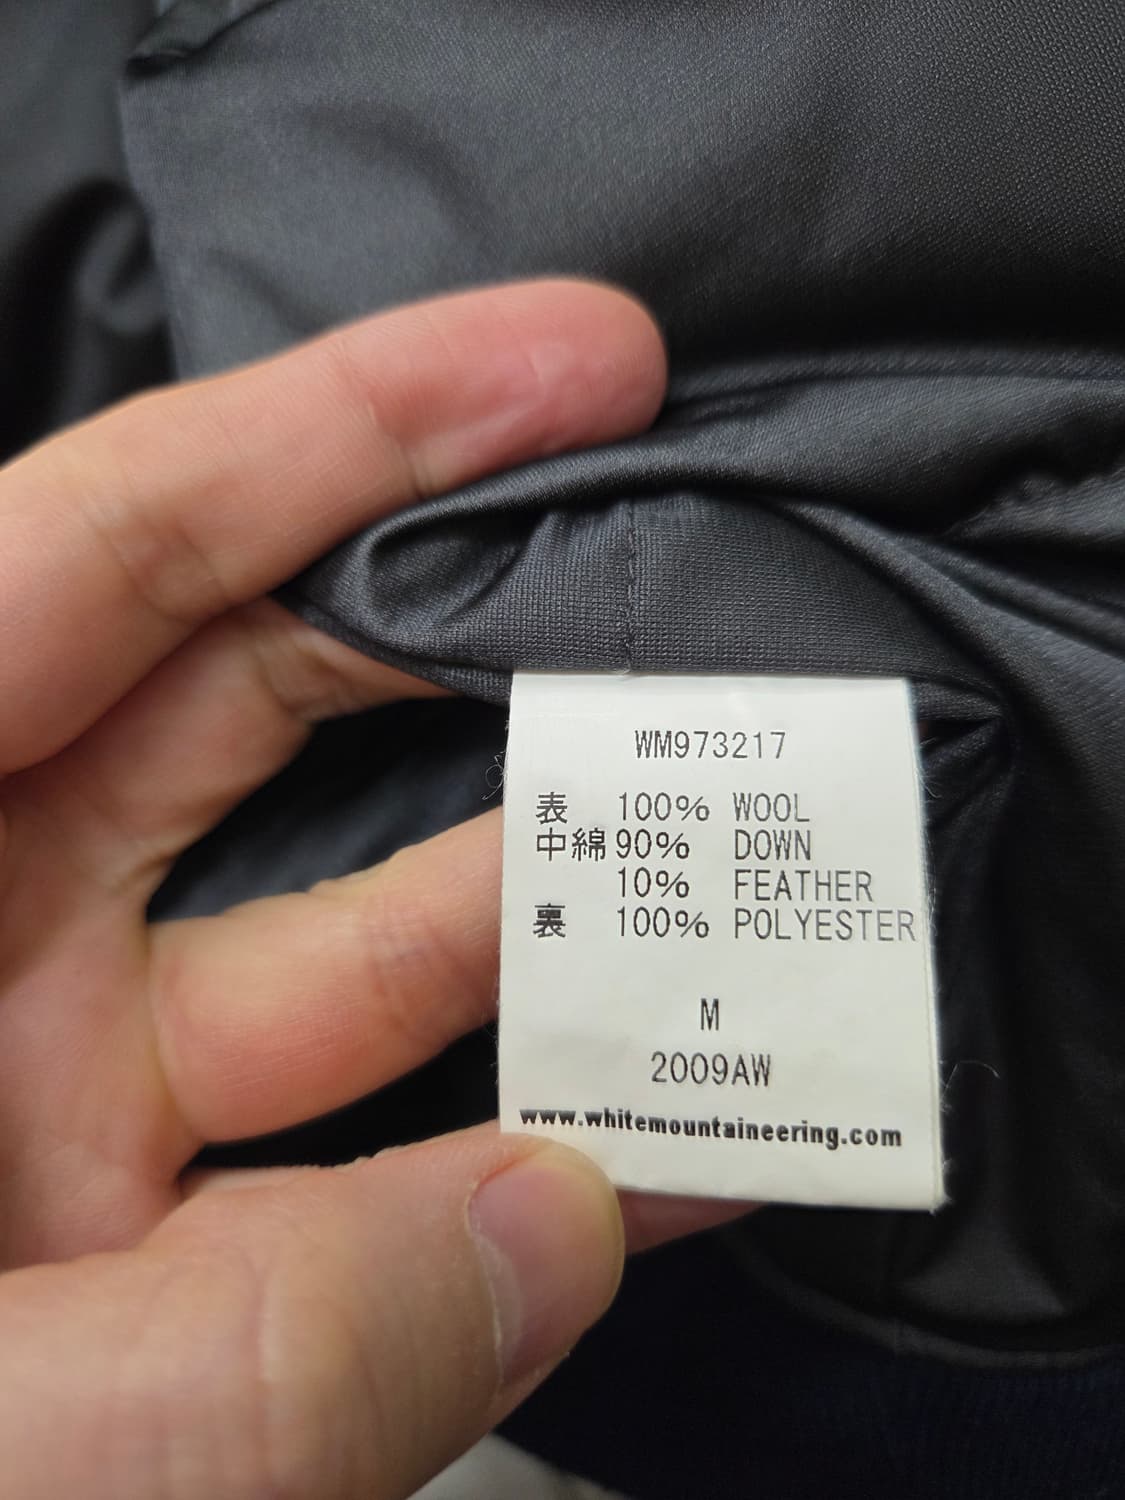 WM973217
表 100% WOOL
中綿 90% DOWN
10% FEATHER
裏 100% POLYESTER
M
2009AW
www.whitemountaineering.com